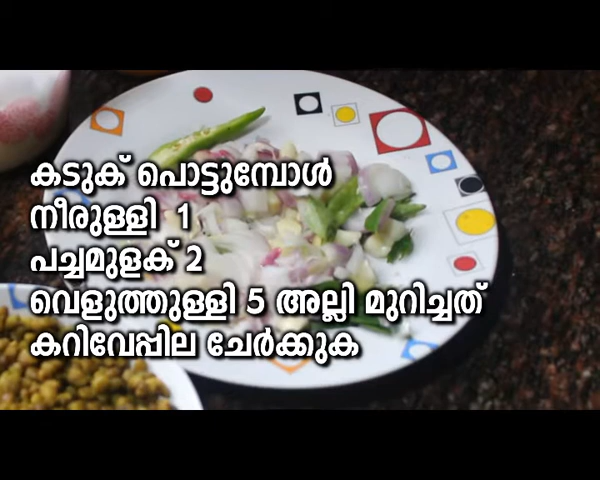 കടുക് പൊട്ടുമ്പോൾ
നീരുള്ളി 1
പച്ചമുളക് 2
വെളുത്തുള്ളി 5 അല്ലി മുറിച്ചത്
കറിവേപ്പില ചേർക്കുക